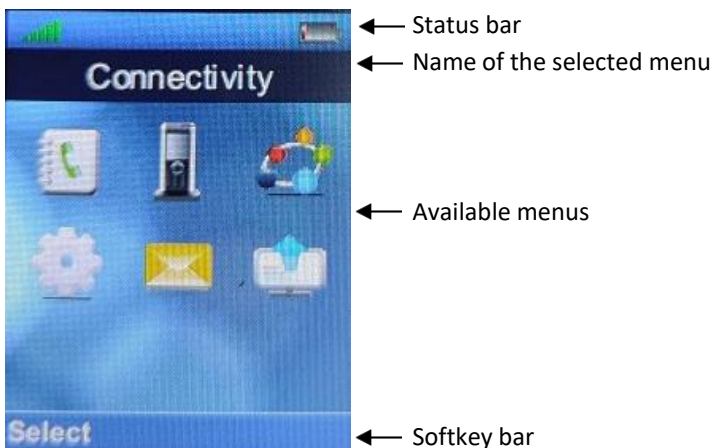 Status bar
Name of the selected menu
Connectivity
Available menus
Select
Softkey bar